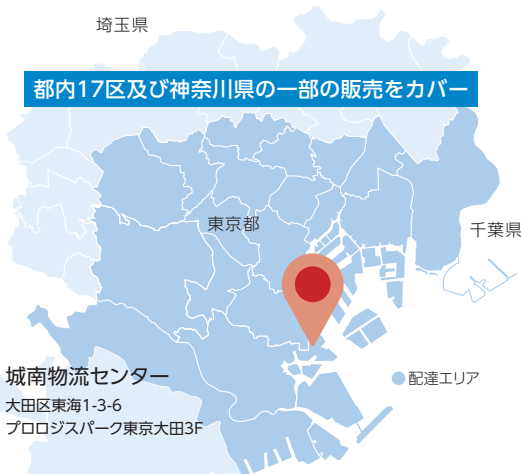 埼玉県
都内17区及び神奈川県の一部の販売をカバー
東京都
千葉県
城南物流センター
大田区東海1-3-6
プロロジスパーク東京大田3F
配達エリア